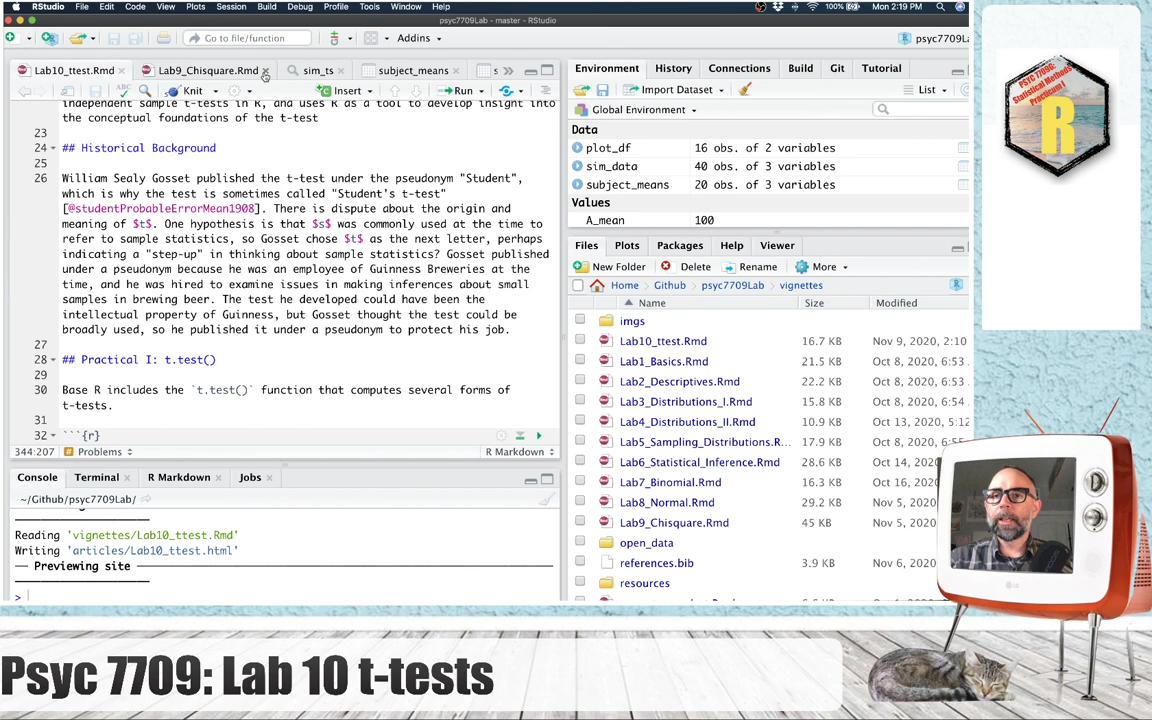 RStudio File Edit Code View Plots Session Build Debug Profile Tools Window Help 100% Mon 2:19 PM
psyc7709Lab - master - RStudio
Go to file/function Addins psyc7709La
Lab10_ttest.Rmd Lab9_Chisquare.Rmd sim_ts subject_means s
Knit Insert Run
independent sample t-tests in R, and uses R as a tool to develop insight into
the conceptual foundations of the t-test
23
24 ## Historical Background
25
26 William Sealy Gosset published the t-test under the pseudonym "Student",
which is why the test is sometimes called "Student's t-test"
[@studentProbableErrorMean1908]. There is dispute about the origin and
meaning of $t$. One hypothesis is that $s$ was commonly used at the time to
refer to sample statistics, so Gosset chose $t$ as the next letter, perhaps
indicating a "step-up" in thinking about sample statistics? Gosset published
under a pseudonym because he was an employee of Guinness Breweries at the
time, and he was hired to examine issues in making inferences about small
samples in brewing beer. The test he developed could have been the
intellectual property of Guinness, but Gosset thought the test could be
broadly used, so he published it under a pseudonym to protect his job.
27
28 ## Practical I: t.test()
29
30 Base R includes the `t.test()` function that computes several forms of
t-tests.
31
32 ```{r}
344:207 # Problems R Markdown
Console Terminal R Markdown Jobs
~/Github/psyc7709Lab/
Reading 'vignettes/Lab10_ttest.Rmd'
Writing 'articles/Lab10_ttest.html'
Previewing site
>
Environment History Connections Build Git Tutorial
Import Dataset List
Global Environment
Data
plot_df 16 obs. of 2 variables
sim_data 40 obs. of 3 variables
subject_means 20 obs. of 3 variables
Values
A_mean 100
Files Plots Packages Help Viewer
New Folder Delete Rename More
Home Github psyc7709Lab vignettes
Name Size Modified
imgs
Lab10_ttest.Rmd 16.7 KB Nov 9, 2020, 2:10
Lab1_Basics.Rmd 21.5 KB Oct 8, 2020, 6:53
Lab2_Descriptives.Rmd 22.2 KB Oct 8, 2020, 6:53
Lab3_Distributions_I.Rmd 15.8 KB Oct 8, 2020, 6:54
Lab4_Distributions_II.Rmd 10.9 KB Oct 13, 2020, 5:12
Lab5_Sampling_Distributions.R... 17.9 KB Oct 8, 2020, 6:55
Lab6_Statistical_Inference.Rmd 28.6 KB Oct 14, 2020,
Lab7_Binomial.Rmd 16.3 KB Oct 16, 2020,
Lab8_Normal.Rmd 29.2 KB Nov 5, 2020,
Lab9_Chisquare.Rmd 45 KB Nov 5, 2020,
open_data
references.bib 3.9 KB Nov 6, 2020,
resources
PSYC 7709:
Statistical Methods
Practicum I
R
LG
Psyc 7709: Lab 10 t-tests